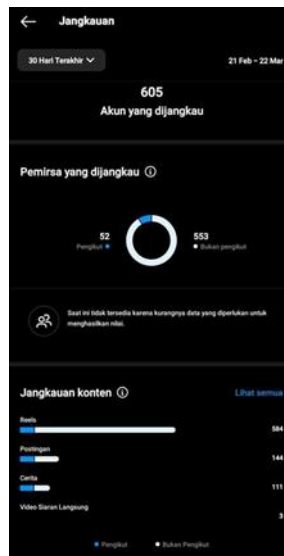 Jangkauan
30 Hari Terakhir
21 Feb – 22 Mar
605
Akun yang dijangkau
Pemirsa yang dijangkau
52
Pengikut
553
Bukan pengikut
Saat ini tidak tersedia karena kurangnya data yang diperlukan untuk
menghasilkan nilai.
Jangkauan konten
Lihat semua
Reels
584
Postingan
144
Cerita
111
Video Siaran Langsung
3
Pengikut
Bukan Pengikut